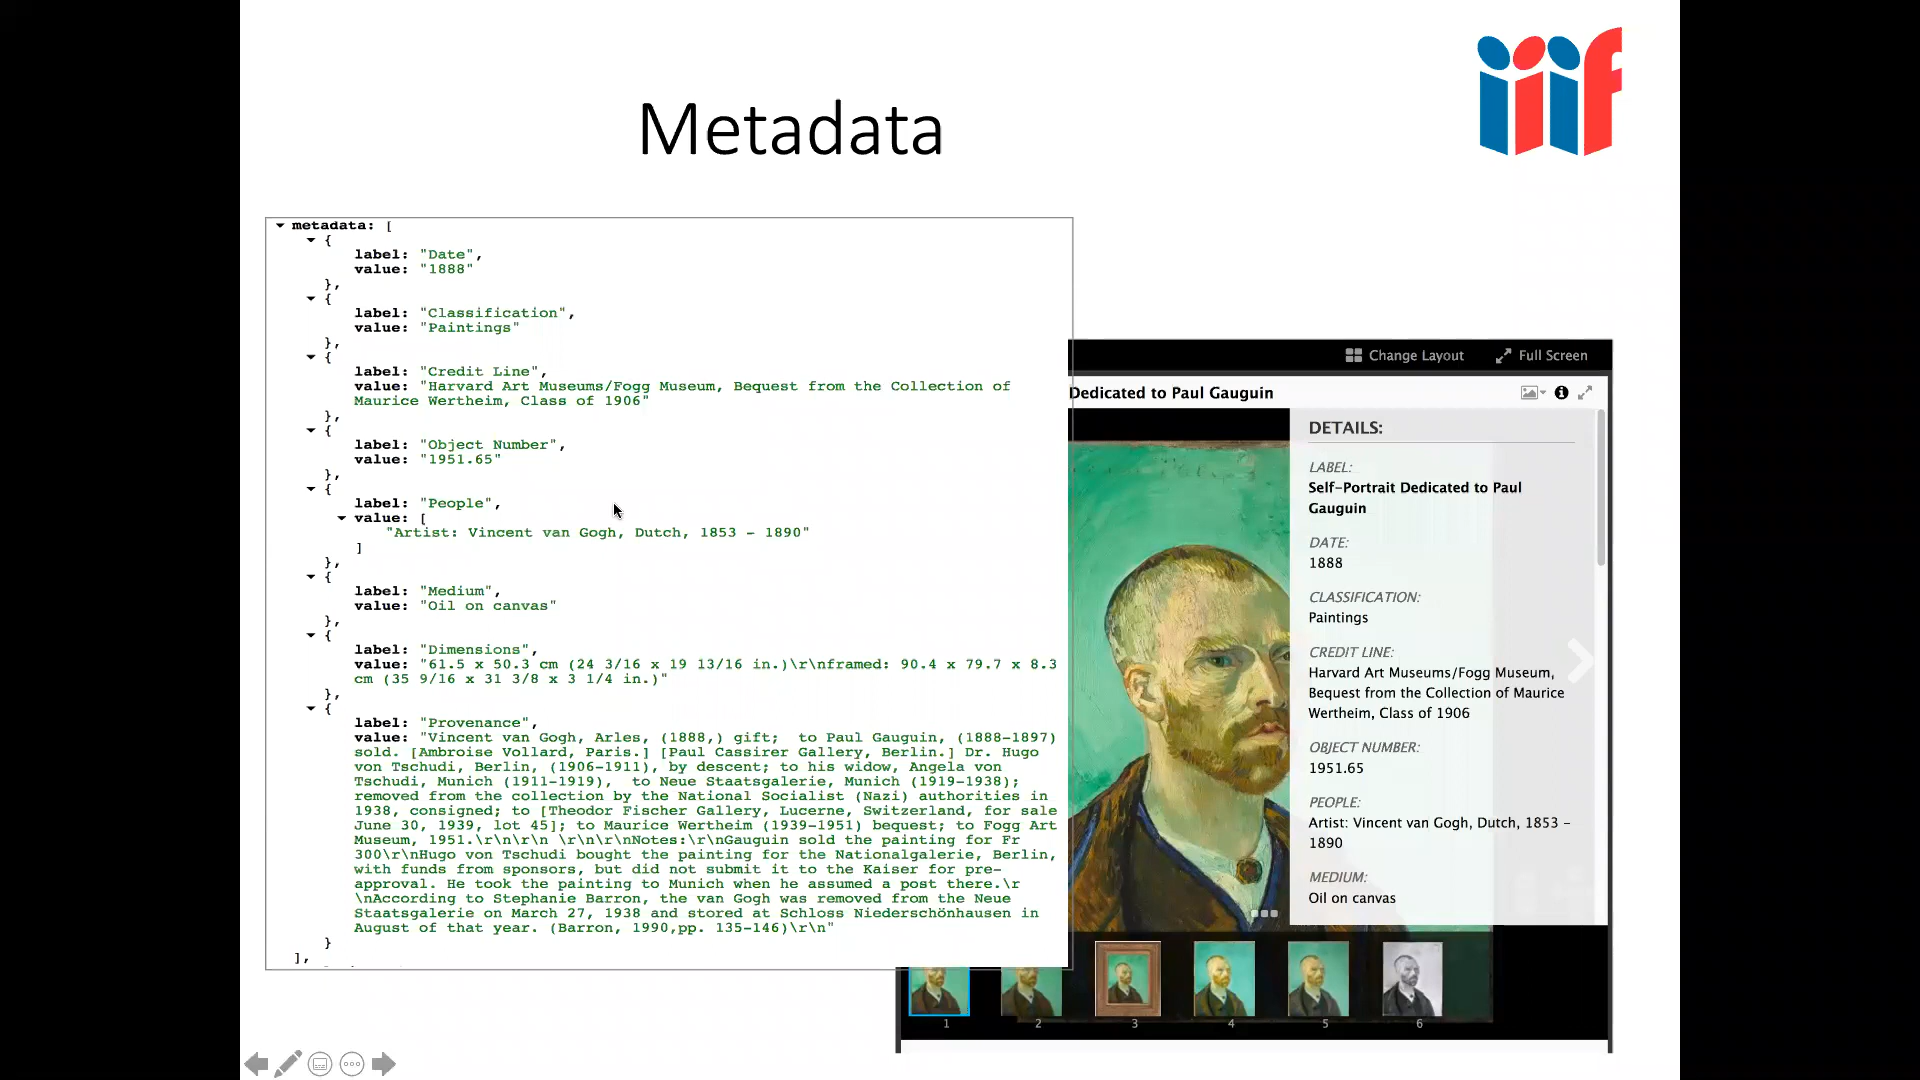 iiif
Metadata
metadata: [
{
label: "Date",
value: "1888"
},
{
label: "Classification",
value: "Paintings"
},
{
label: "Credit Line",
value: "Harvard Art Museums/Fogg Museum, Bequest from the Collection of
Maurice Wertheim, Class of 1906"
},
{
label: "Object Number",
value: "1951.65"
},
{
label: "People",
value: [
"Artist: Vincent van Gogh, Dutch, 1853 - 1890"
]
},
{
label: "Medium",
value: "Oil on canvas"
},
{
label: "Dimensions",
value: "61.5 x 50.3 cm (24 3/16 x 19 13/16 in.)\r\nframed: 90.4 x 79.7 x 8.3
cm (35 9/16 x 31 3/8 x 3 1/4 in.)"
},
{
label: "Provenance",
value: "Vincent van Gogh, Arles, (1888,) gift;  to Paul Gauguin, (1888-1897)
sold. [Ambroise Vollard, Paris.] [Paul Cassirer Gallery, Berlin.] Dr. Hugo
von Tschudi, Berlin, (1906-1911), by descent; to his widow, Angela von
Tschudi, Munich (1911-1919),  to Neue Staatsgalerie, Munich (1919-1938);
removed from the collection by the National Socialist (Nazi) authorities in
1938, consigned; to [Theodor Fischer Gallery, Lucerne, Switzerland, for sale
June 30, 1939, lot 45]; to Maurice Wertheim (1939-1951) bequest; to Fogg Art
Museum, 1951.\r\n\r\n \r\n\r\nNotes:\r\nGauguin sold the painting for Fr
300\r\nHugo von Tschudi bought the painting for the Nationalgalerie, Berlin,
with funds from sponsors, but did not submit it to the Kaiser for pre-
approval. He took the painting to Munich when he assumed a post there.\r
\nAccording to Stephanie Barron, the van Gogh was removed from the Neue
Staatsgalerie on March 27, 1938 and stored at Schloss Niederschönhausen in
August of that year. (Barron, 1990,pp. 135-146)\r\n"
}
],
Change Layout
Full Screen
Dedicated to Paul Gauguin
DETAILS:
LABEL:
Self-Portrait Dedicated to Paul
Gauguin
DATE:
1888
CLASSIFICATION:
Paintings
CREDIT LINE:
Harvard Art Museums/Fogg Museum,
Bequest from the Collection of Maurice
Wertheim, Class of 1906
OBJECT NUMBER:
1951.65
PEOPLE:
Artist: Vincent van Gogh, Dutch, 1853 -
1890
MEDIUM:
Oil on canvas
1
2
3
4
5
6